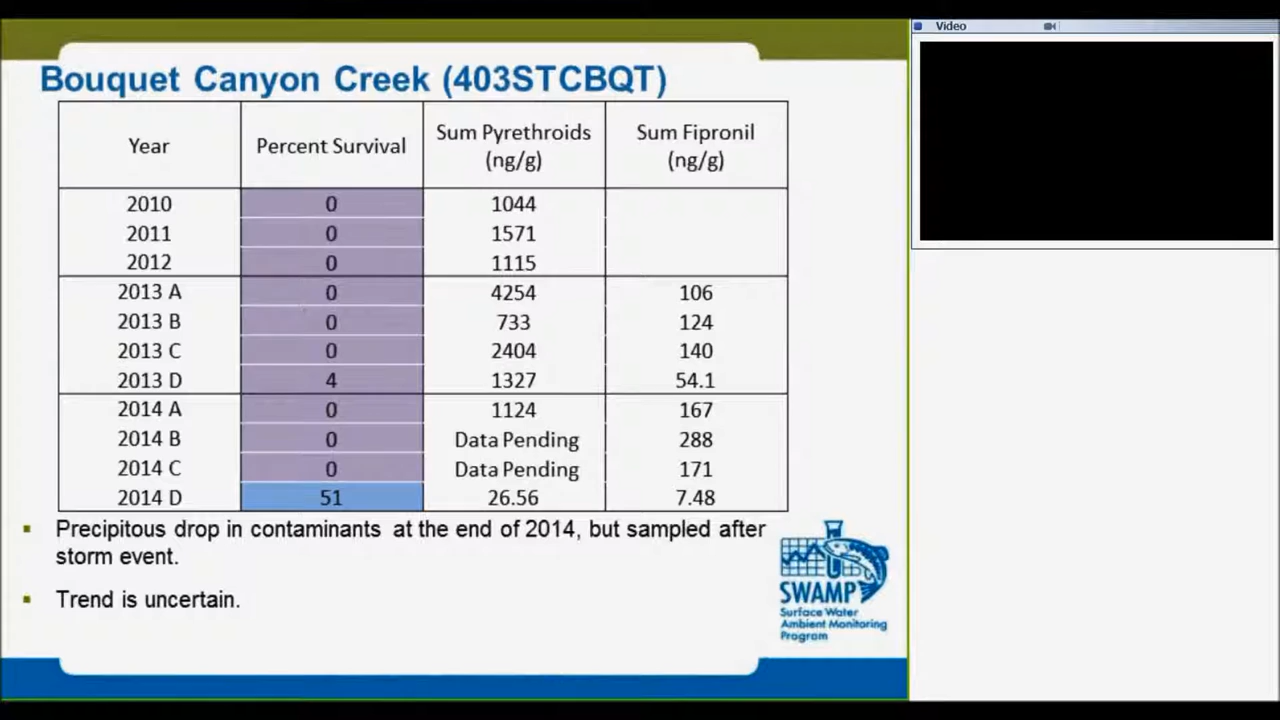 Video
Bouquet Canyon Creek (403STCBQT)
Year Percent Survival Sum Pyrethroids (ng/g) Sum Fipronil (ng/g)
2010 0 1044
2011 0 1571
2012 0 1115
2013 A 0 4254 106
2013 B 0 733 124
2013 C 0 2404 140
2013 D 4 1327 54.1
2014 A 0 1124 167
2014 B 0 Data Pending 288
2014 C 0 Data Pending 171
2014 D 51 26.56 7.48
▪ Precipitous drop in contaminants at the end of 2014, but sampled after
storm event.
▪ Trend is uncertain.
SWAMP
Surface Water
Ambient Monitoring
Program